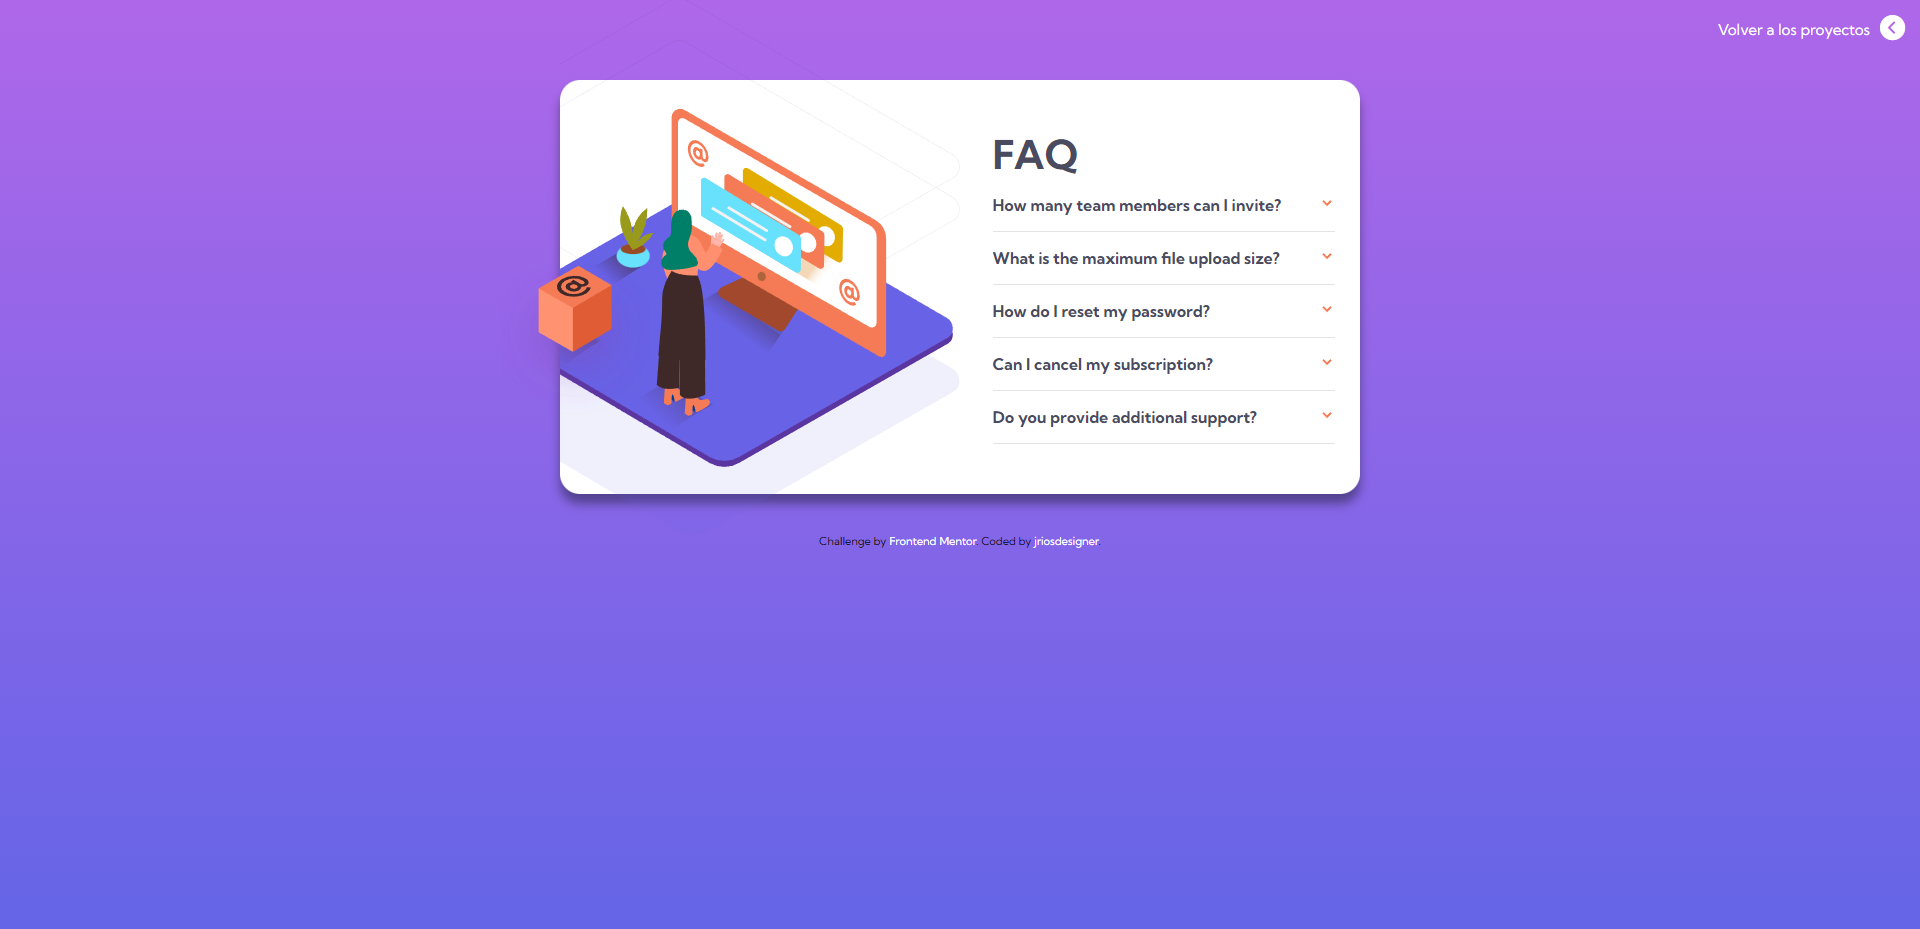 Volver a los proyectos
@
@
@
FAQ
How many team members can I invite?
What is the maximum file upload size?
How do I reset my password?
Can I cancel my subscription?
Do you provide additional support?
Challenge by Frontend Mentor. Coded by jriosdesigner.